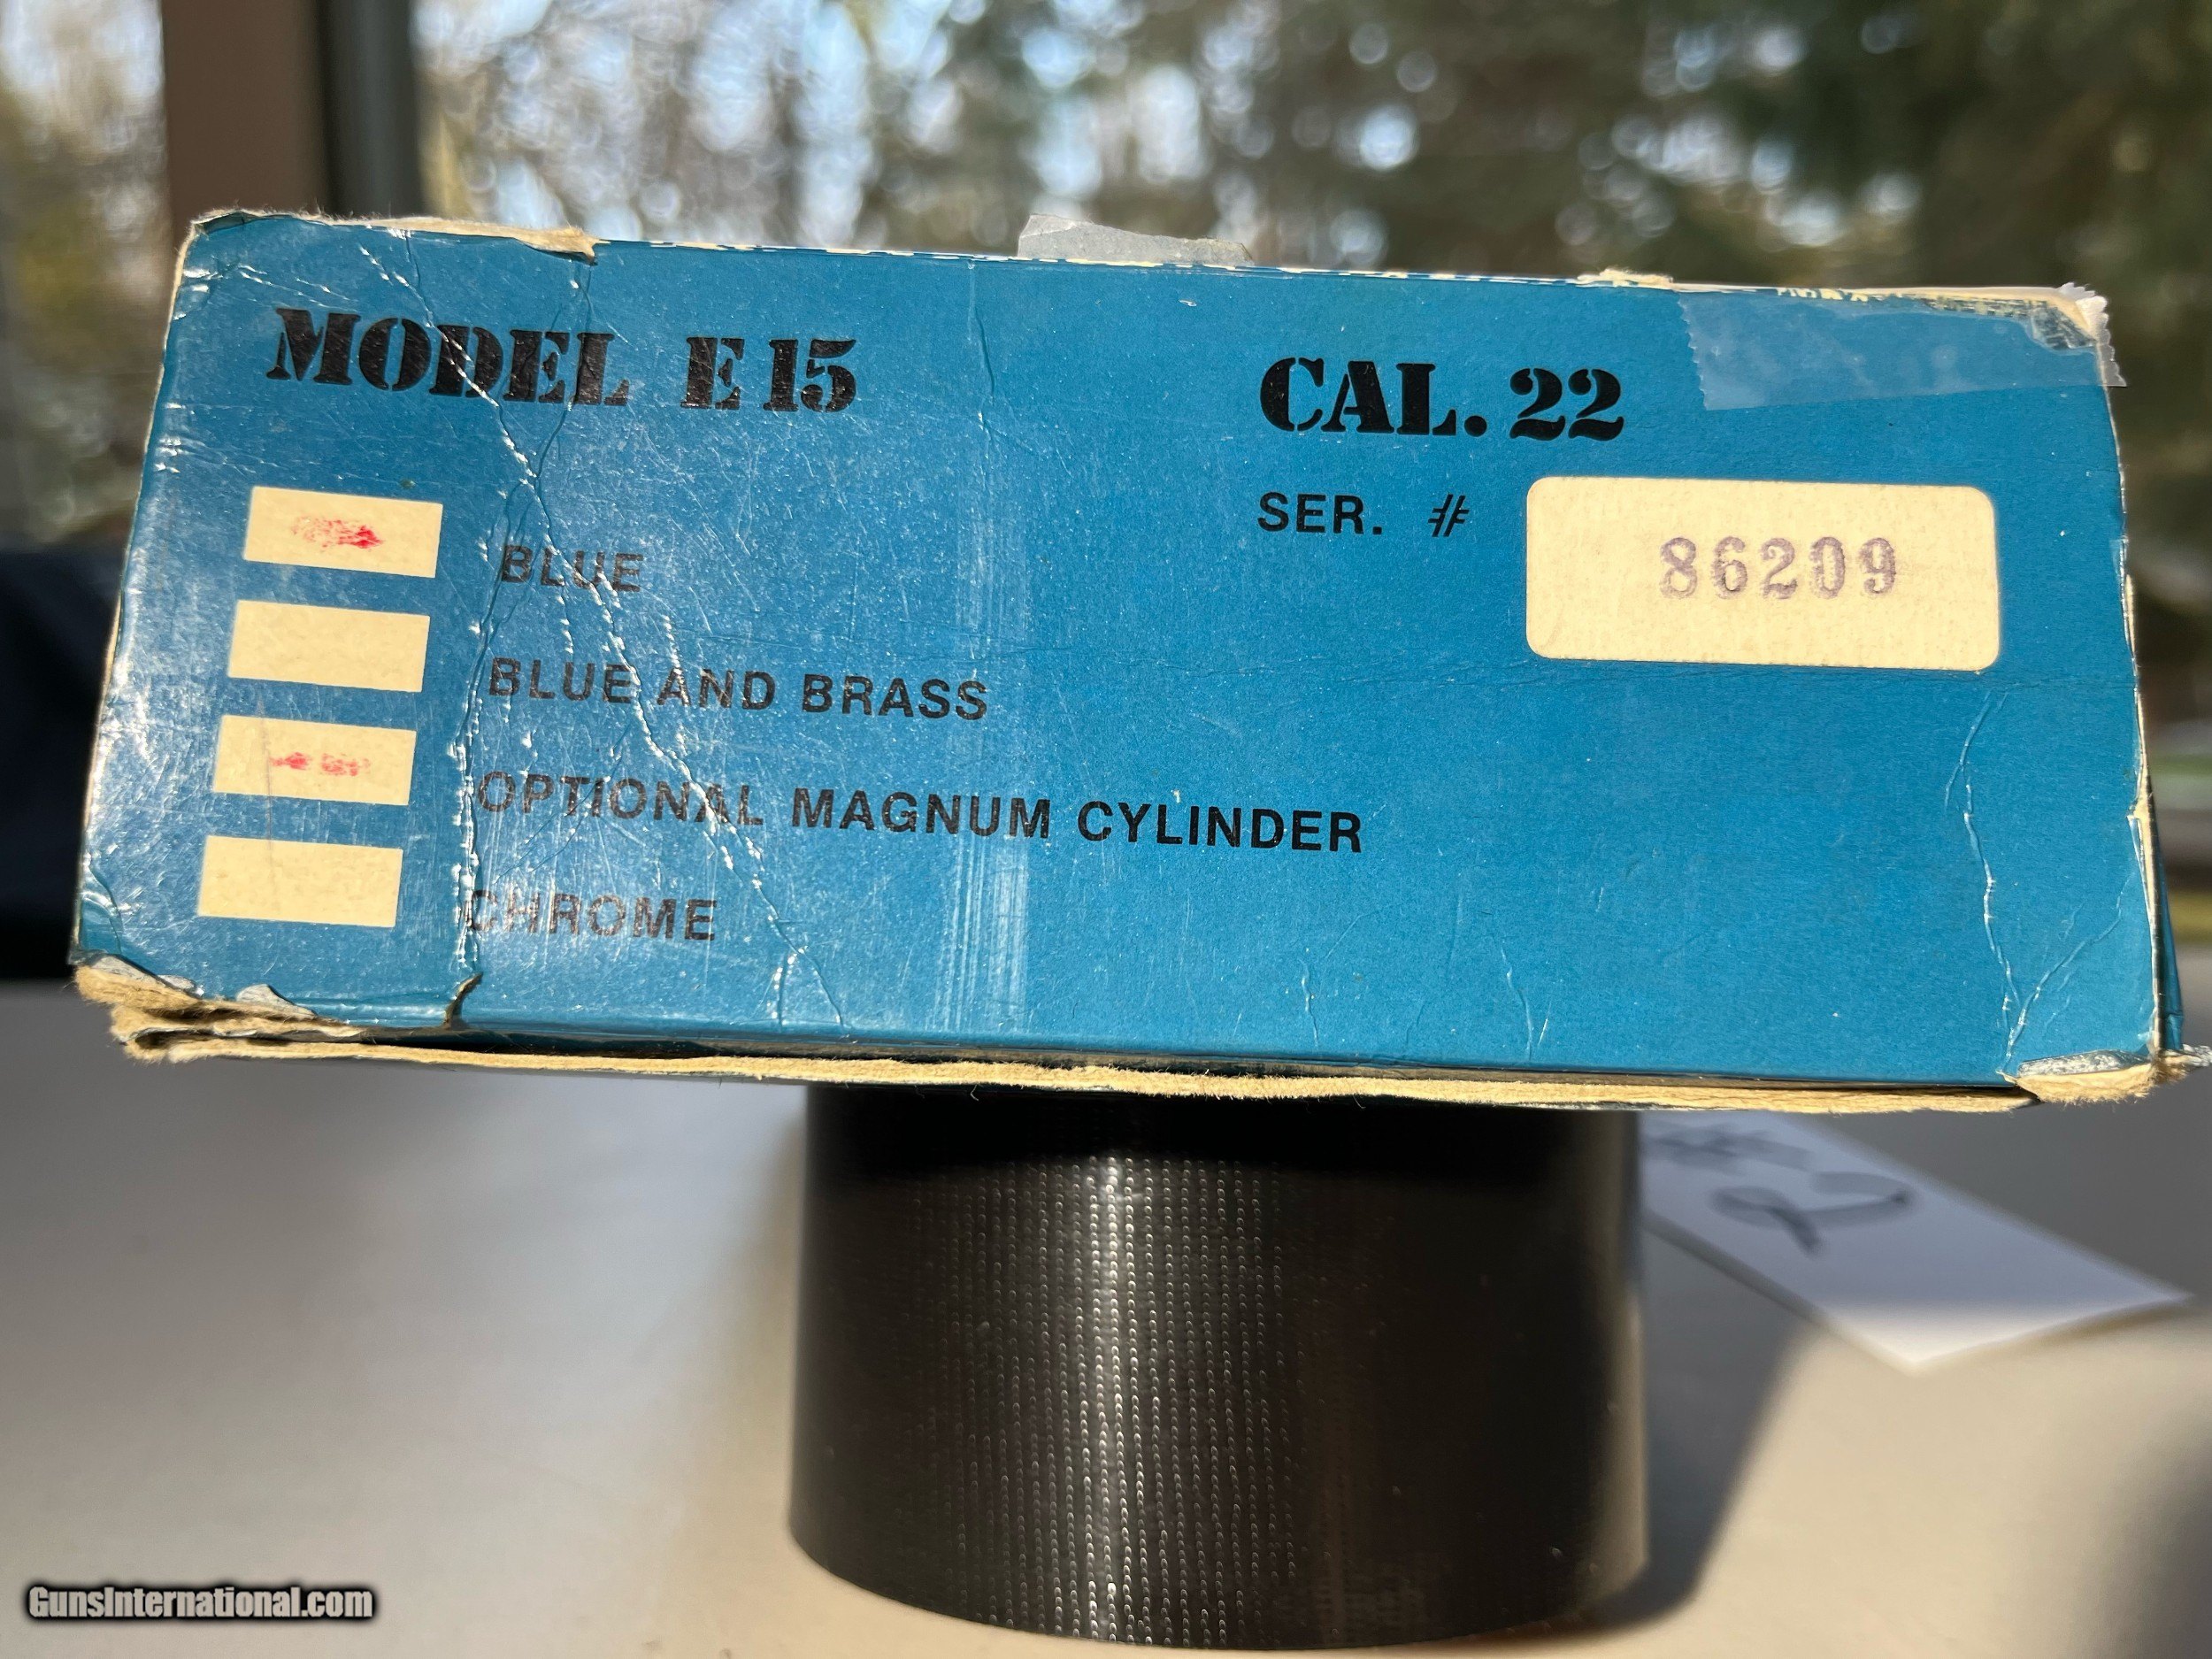 MODEL E15
CAL. 22
SER. #
86209
BLUE
BLUE AND BRASS
OPTIONAL MAGNUM CYLINDER
CHROME
GunsInternational.com